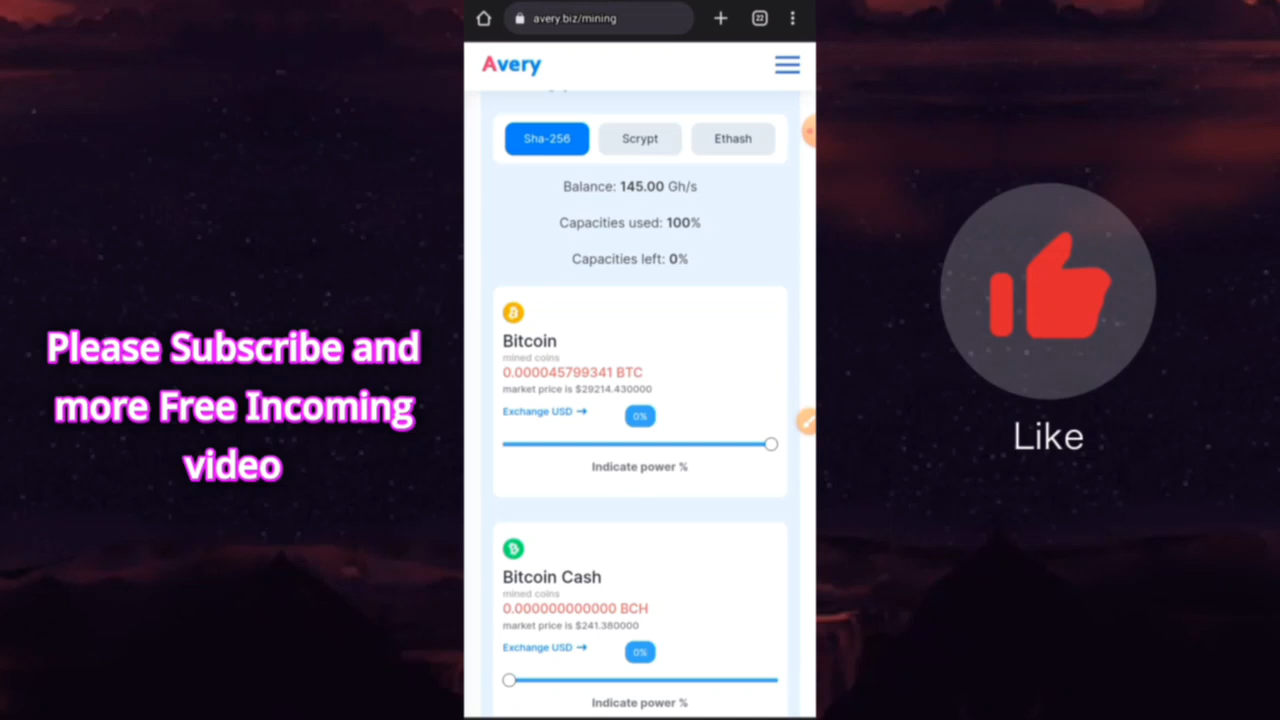 Please Subscribe and
more Free Incoming
video
avery.biz/mining
22
Avery
Sha-256
Scrypt
Ethash
Balance: 145.00 Gh/s
Capacities used: 100%
Capacities left: 0%
Bitcoin
mined coins
0.000045799341 BTC
market price is $29214.430000
Exchange USD →
0%
Indicate power %
Bitcoin Cash
mined coins
0.000000000000 BCH
market price is $241.380000
Exchange USD →
0%
Indicate power %
Like